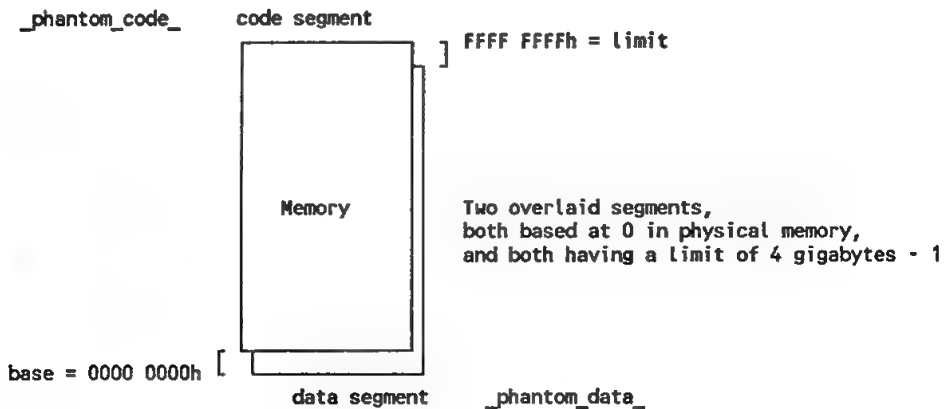 _phantom_code_ code segment
FFFF FFFFh = limit
Memory
Two overlaid segments,
both based at 0 in physical memory,
and both having a limit of 4 gigabytes - 1
base = 0000 0000h
data segment _phantom_data_